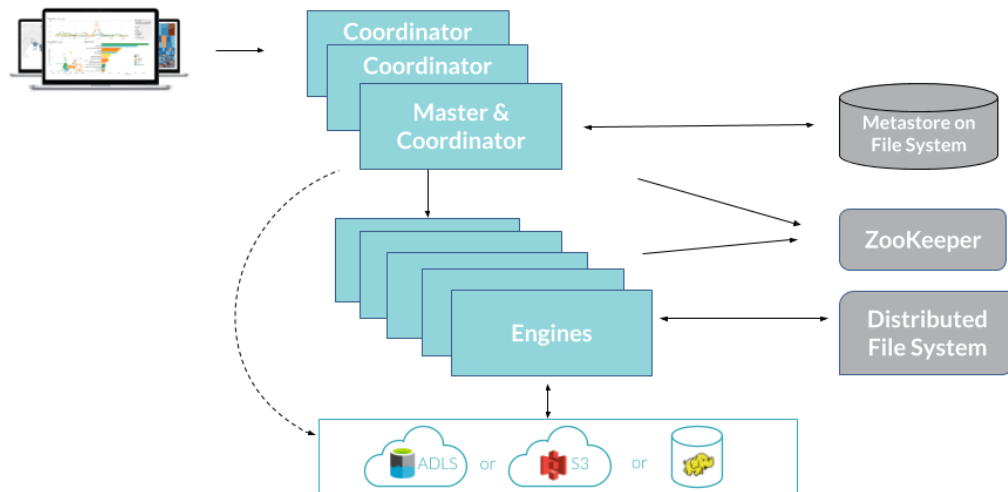 Coordinator
Coordinator
Master &
Coordinator
Metastore on
File System
ZooKeeper
Engines
Distributed
File System
ADLS or S3 or